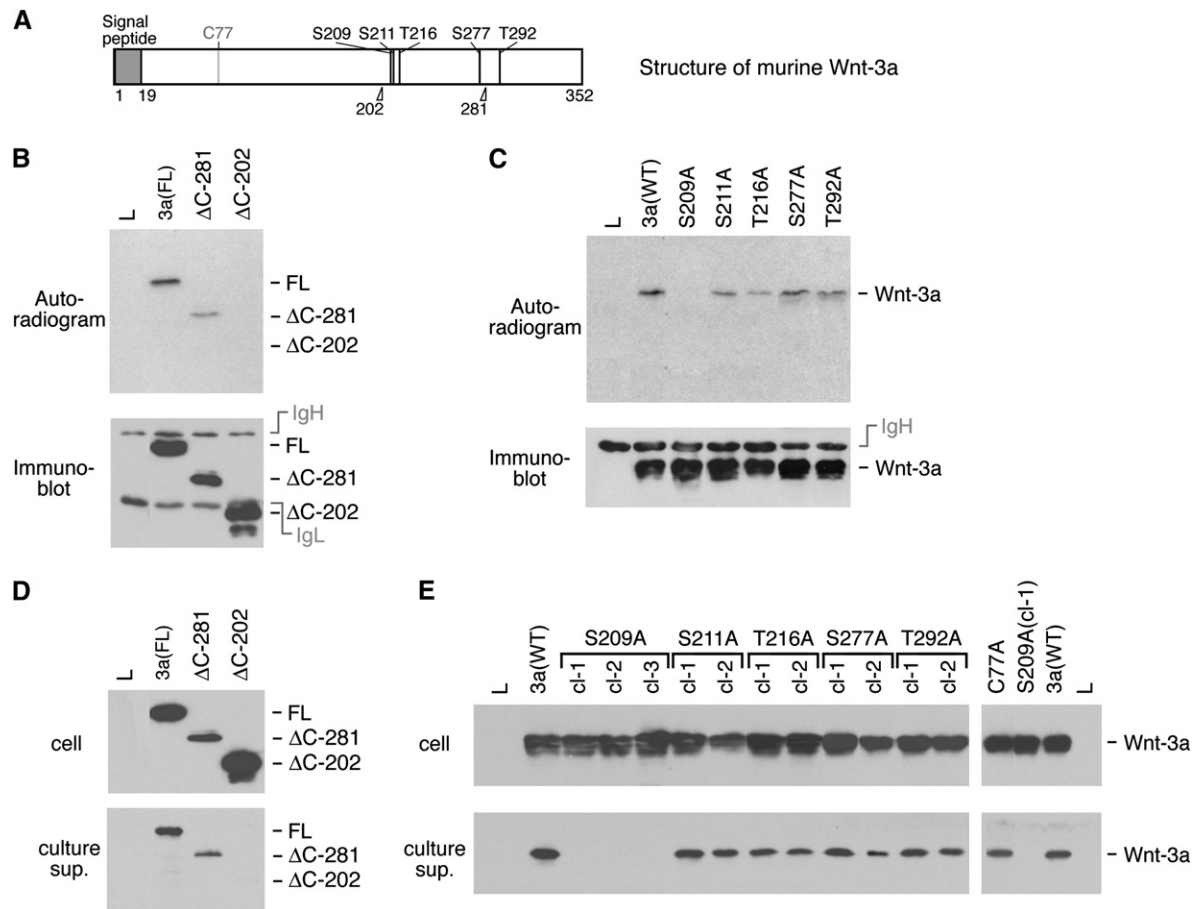 A
Signal
peptide
C77
S209 S211 T216 S277 T292
1 19 202 281 352
Structure of murine Wnt-3a
B
L 3a(FL) ΔC-281 ΔC-202
Auto-
radiogram
– FL
– ΔC-281
– ΔC-202
Immuno-
blot
IgH
– FL
– ΔC-281
– ΔC-202
IgL
C
L 3a(WT) S209A S211A T216A S277A T292A
Auto-
radiogram
– Wnt-3a
Immuno-
blot
IgH
– Wnt-3a
D
L 3a(FL) ΔC-281 ΔC-202
cell
– FL
– ΔC-281
– ΔC-202
culture
sup.
– FL
– ΔC-281
– ΔC-202
E
S209A S211A T216A S277A T292A
L 3a(WT) cl-1 cl-2 cl-3 cl-1 cl-2 cl-1 cl-2 cl-1 cl-2 cl-1 cl-2 C77A S209A(cl-1) 3a(WT) L
cell
– Wnt-3a
culture
sup.
– Wnt-3a